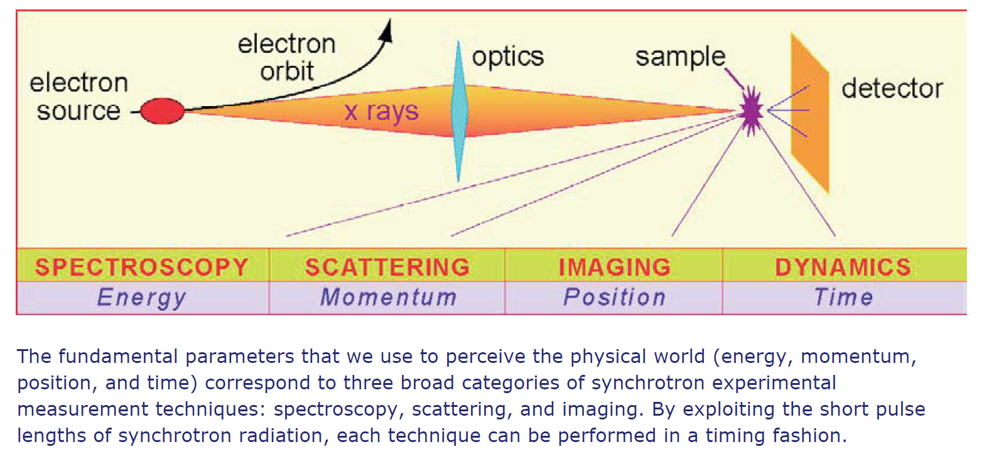 electron
orbit
electron
source
x rays
optics
sample
detector
SPECTROSCOPY SCATTERING IMAGING DYNAMICS
Energy Momentum Position Time
The fundamental parameters that we use to perceive the physical world (energy, momentum,
position, and time) correspond to three broad categories of synchrotron experimental
measurement techniques: spectroscopy, scattering, and imaging. By exploiting the short pulse
lengths of synchrotron radiation, each technique can be performed in a timing fashion.